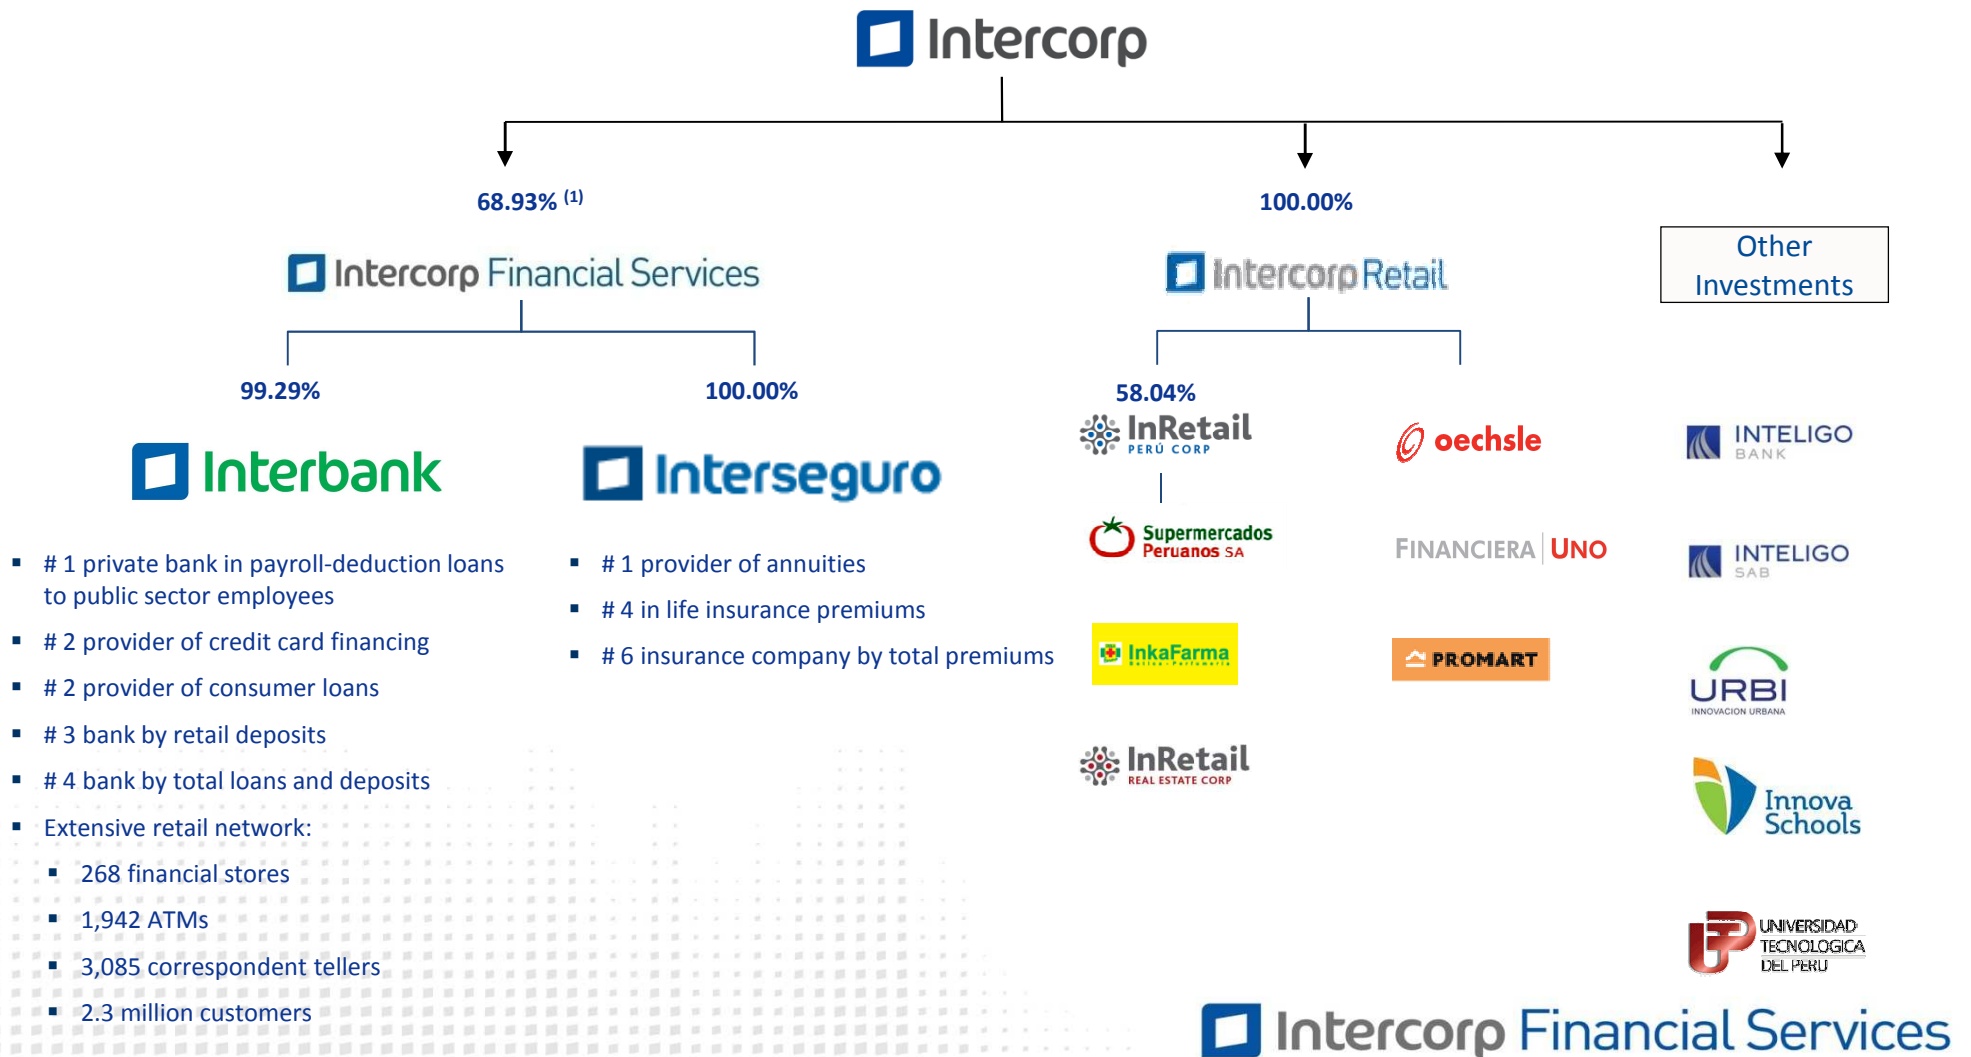 Intercorp
68.93% (1)
100.00%
Intercorp Financial Services
Intercorp Retail
Other
Investments
99.29%
100.00%
58.04%
Interbank
Interseguro
InRetail
PERÚ CORP
oechsle
INTELIGO
BANK
Supermercados
Peruanos SA
FINANCIERA UNO
INTELIGO
SAB
InkaFarma
Botica - Perfumería
PROMART
URBI
INNOVACION URBANA
InRetail
REAL ESTATE CORP
Innova
Schools
UNIVERSIDAD
TECNOLOGICA
DEL PERU
▪ # 1 private bank in payroll-deduction loans
to public sector employees
▪ # 2 provider of credit card financing
▪ # 2 provider of consumer loans
▪ # 3 bank by retail deposits
▪ # 4 bank by total loans and deposits
▪ Extensive retail network:
▪ 268 financial stores
▪ 1,942 ATMs
▪ 3,085 correspondent tellers
▪ 2.3 million customers
▪ # 1 provider of annuities
▪ # 4 in life insurance premiums
▪ # 6 insurance company by total premiums
Intercorp Financial Services